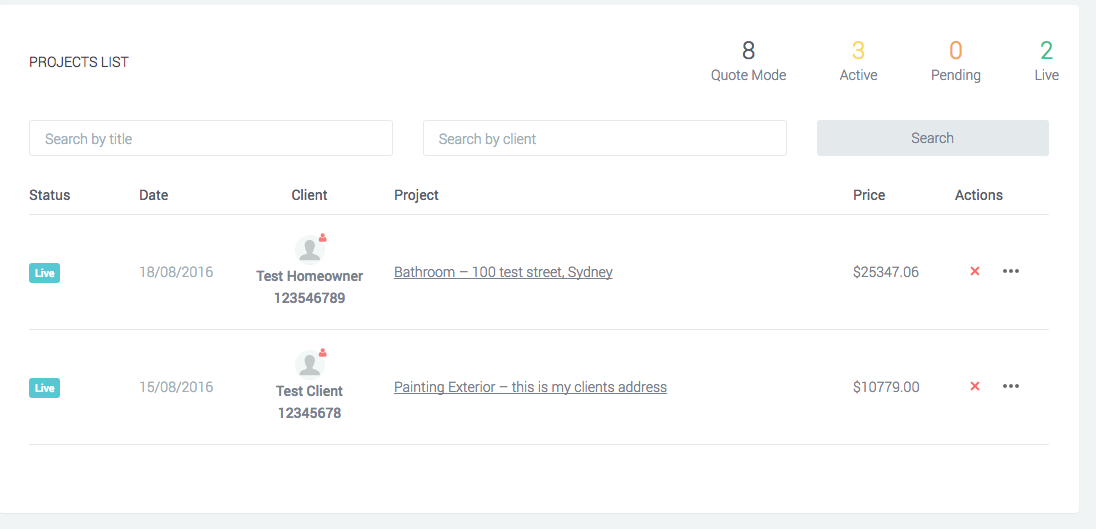 PROJECTS LIST
8 3 0 2
Quote Mode Active Pending Live
Search by title Search by client Search
Status Date Client Project Price Actions
Live 18/08/2016 Test Homeowner Bathroom – 100 test street, Sydney $25347.06
123546789
Live 15/08/2016 Test Client Painting Exterior – this is my clients address $10779.00
12345678